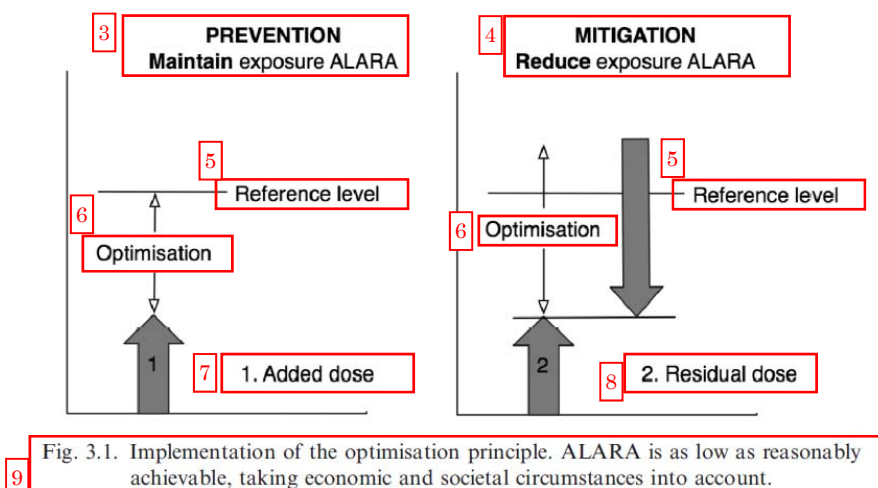 3
PREVENTION
Maintain exposure ALARA
4
MITIGATION
Reduce exposure ALARA
5
Reference level
6
Optimisation
1
7
1. Added dose
5
Reference level
6
Optimisation
2
8
2. Residual dose
9
Fig. 3.1. Implementation of the optimisation principle. ALARA is as low as reasonably
achievable, taking economic and societal circumstances into account.